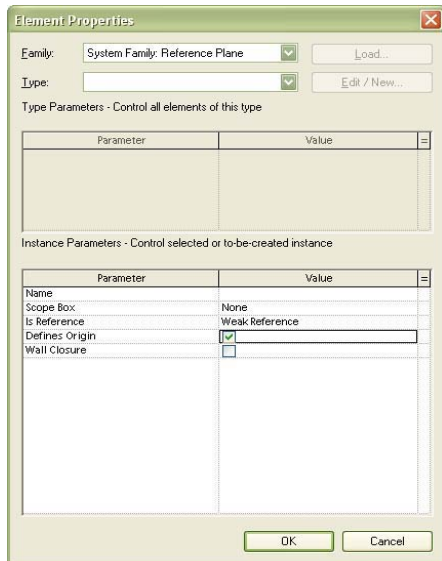 Element Properties
Family: System Family: Reference Plane Load...
Type: Edit / New...
Type Parameters - Control all elements of this type
Parameter Value =
Instance Parameters - Control selected or to-be-created instance
Parameter Value =
Name
Scope Box None
Is Reference Weak Reference
Defines Origin
Wall Closure
OK Cancel